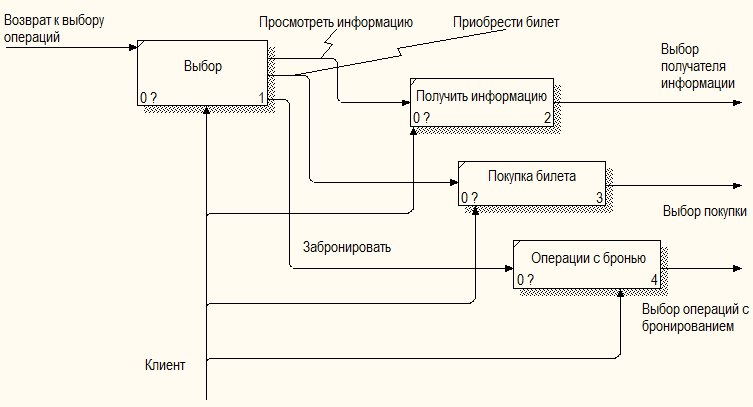 Возврат к выбору
операций
Просмотреть информацию
Приобрести билет
Выбор
0 ?
1
Выбор
получателя
информации
Получить информацию
0 ?
2
Покупка билета
0 ?
3
Выбор покупки
Забронировать
Операции с бронью
0 ?
4
Выбор операций с
бронированием
Клиент